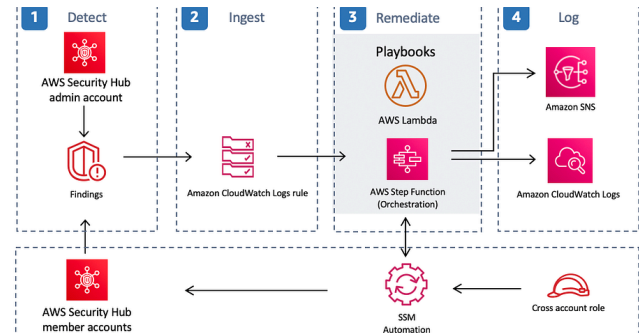 1 Detect
2 Ingest
3 Remediate
4 Log
AWS Security Hub
admin account
Findings
Amazon CloudWatch Logs rule
Playbooks
AWS Lambda
AWS Step Function
(Orchestration)
Amazon SNS
Amazon CloudWatch Logs
AWS Security Hub
member accounts
SSM
Automation
Cross account role